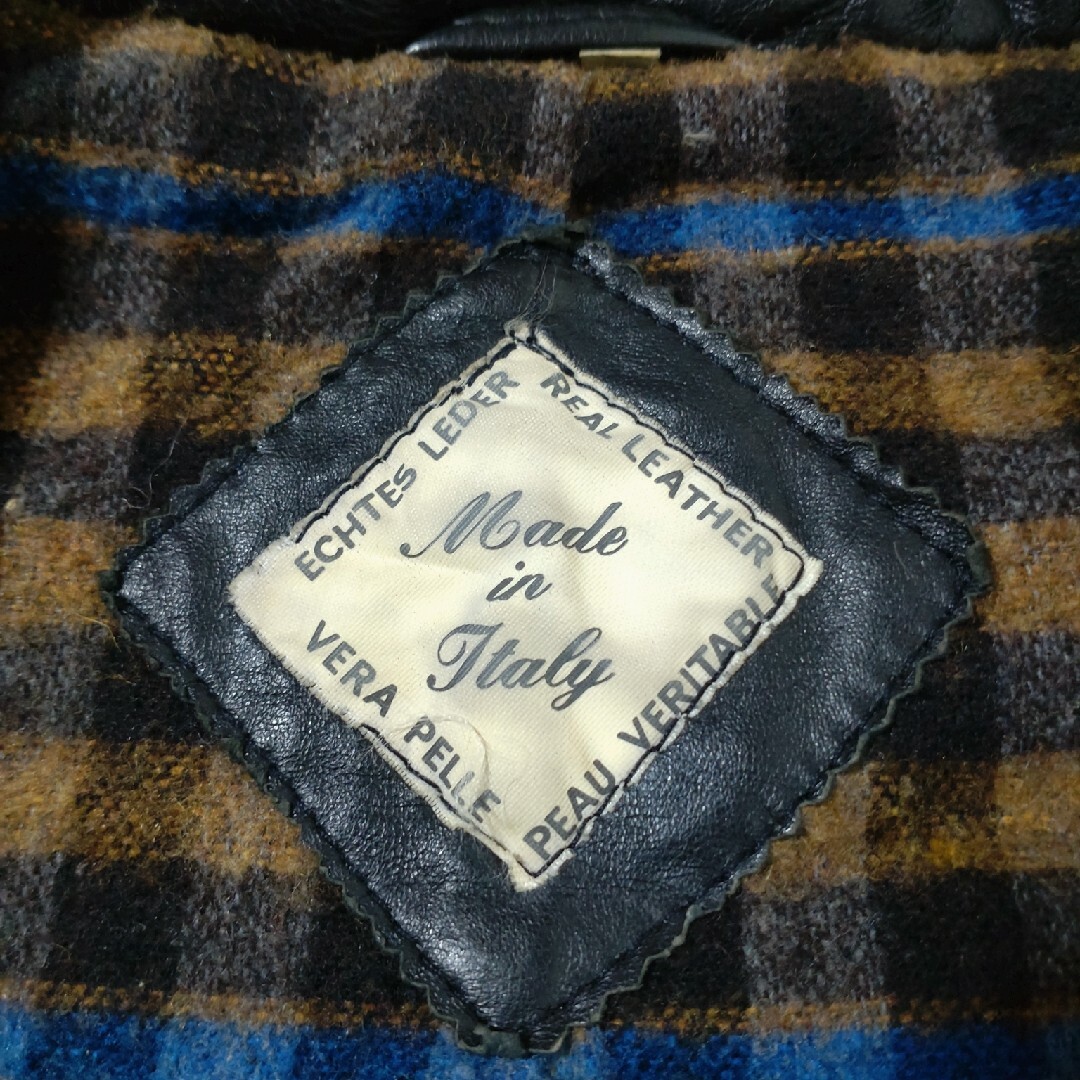 ECHTES LEDER
REAL LEATHER
Made
in
Italy
VERA PELLE
PEAU VERITABLE